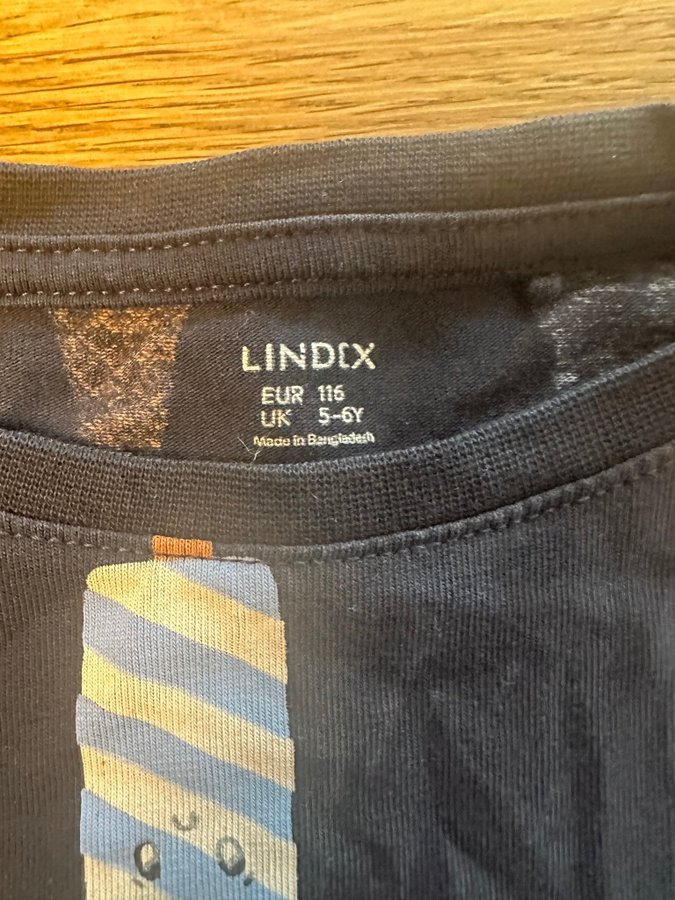 LINDEX
EUR 116
UK 5-6Y
Made in Bangladesh